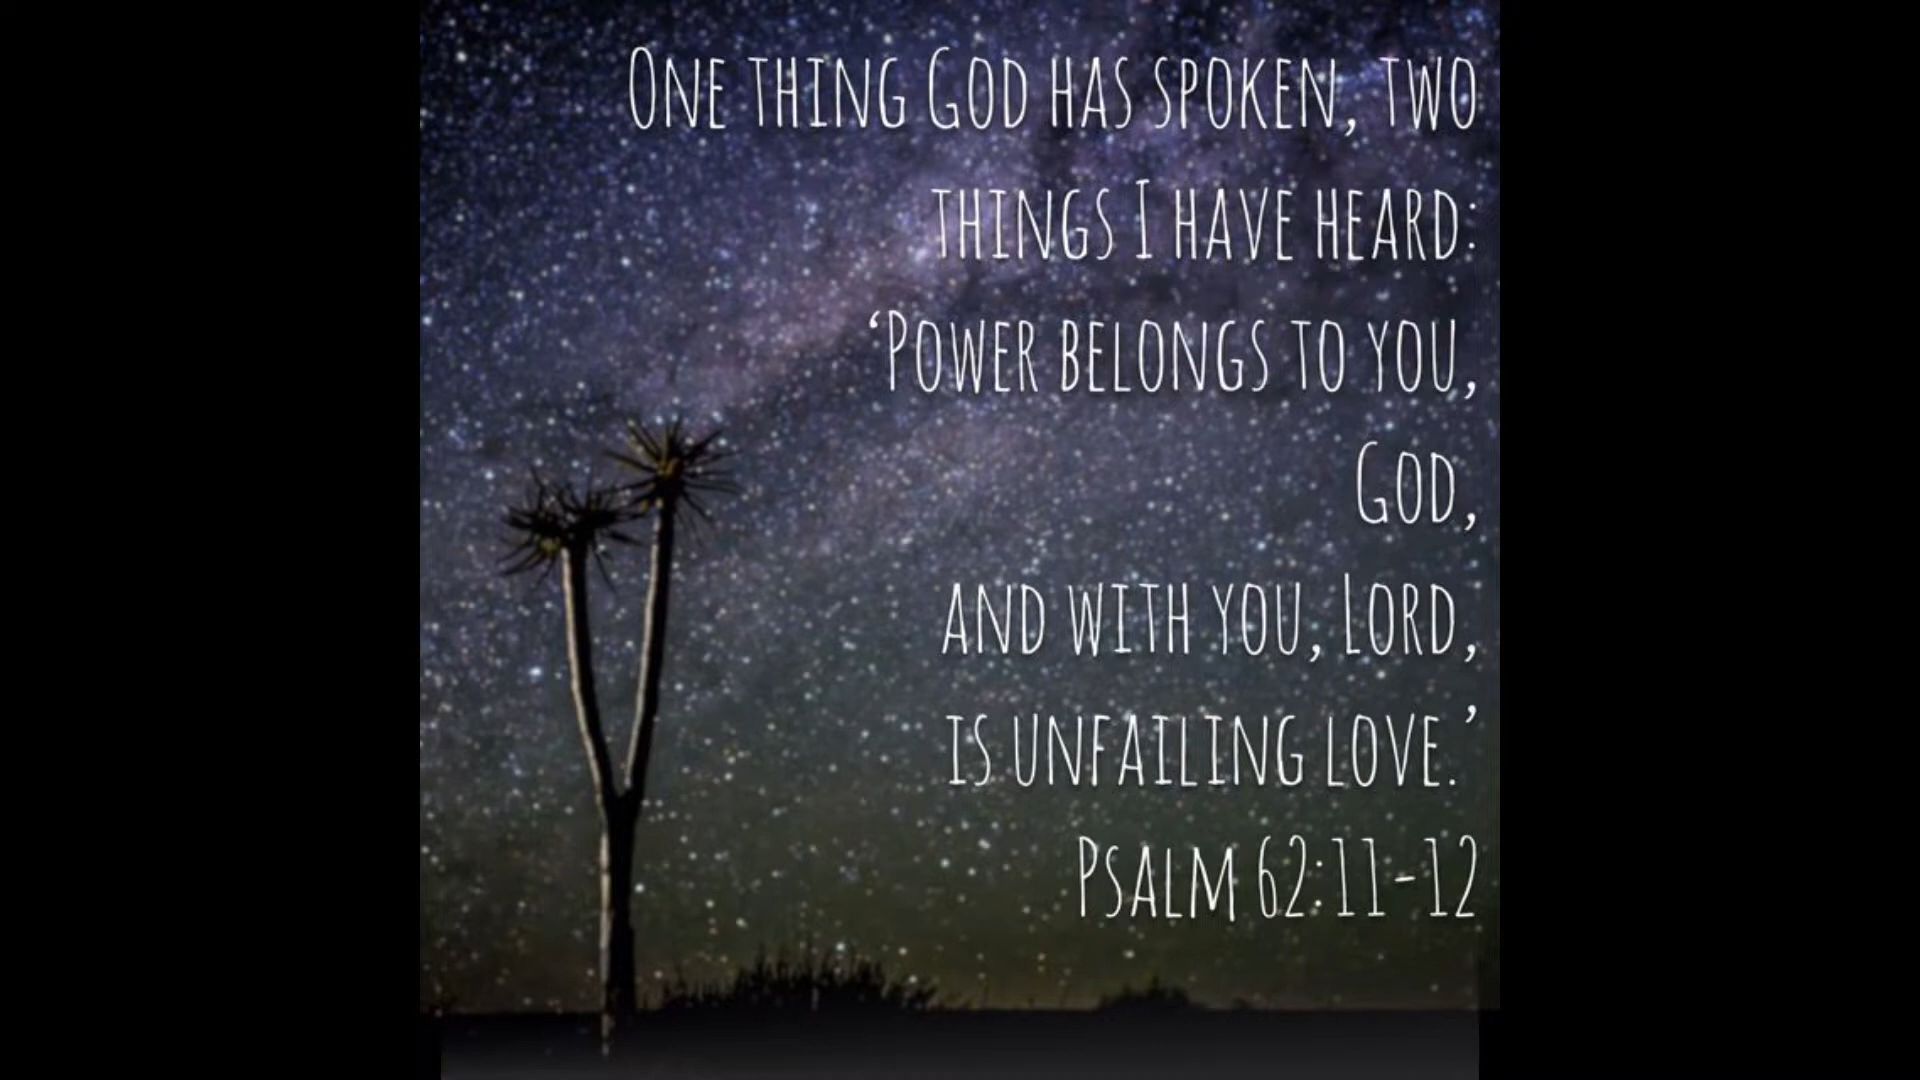 One thing God has spoken, two
things I have heard:
‘Power belongs to you,
God,
and with you, Lord,
is unfailing love.’
Psalm 62:11-12